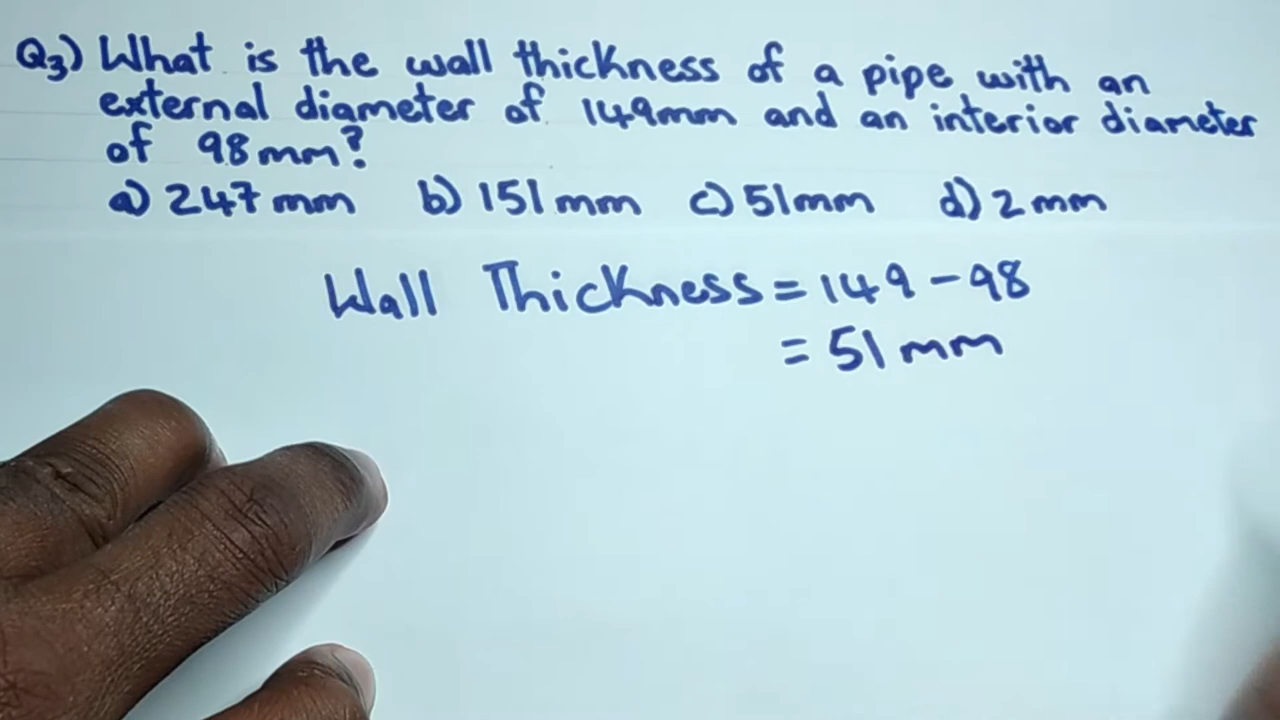 Q3) What is the wall thickness of a pipe with an
external diameter of 149mm and an interior diameter
of 98mm?
a) 247mm b) 151mm c) 51mm d) 2mm
Wall Thickness = 149 - 98
= 51mm